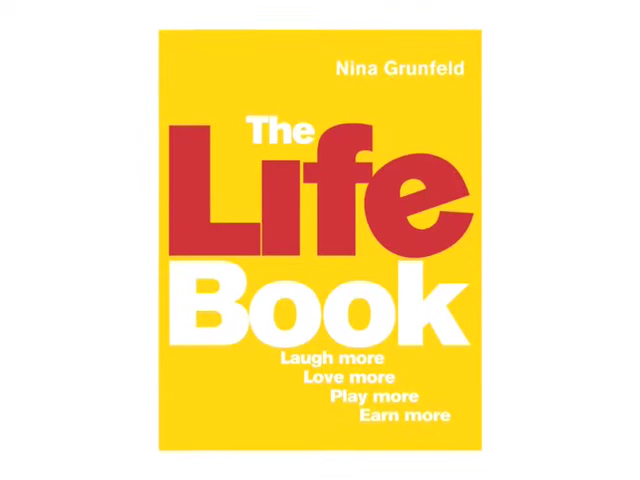 Nina Grunfeld
The
Life
Book
Laugh more
Love more
Play more
Earn more